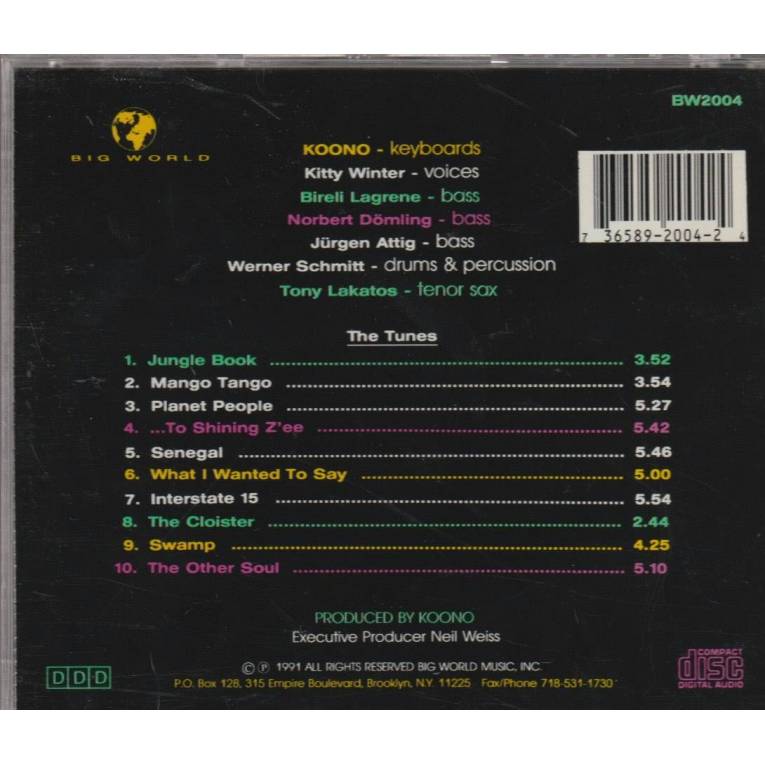 BW2004
BIG WORLD
KOONO - keyboards
Kitty Winter - voices
Bireli Lagrene - bass
Norbert Dömling - bass
Jürgen Attig - bass
Werner Schmitt - drums & percussion
Tony Lakatos - tenor sax
7 36589-2004-2 4
The Tunes
1. Jungle Book 3.52
2. Mango Tango 3.54
3. Planet People 5.27
4. ...To Shining Z'ee 5.42
5. Senegal 5.46
6. What I Wanted To Say 5.00
7. Interstate 15 5.54
8. The Cloister 2.44
9. Swamp 4.25
10. The Other Soul 5.10
PRODUCED BY KOONO
Executive Producer Neil Weiss
© ℗ 1991 ALL RIGHTS RESERVED BIG WORLD MUSIC, INC.
P.O. Box 128, 315 Empire Boulevard, Brooklyn, N.Y. 11225 Fax/Phone 718-531-1730
D D D
COMPACT
disc
DIGITAL AUDIO